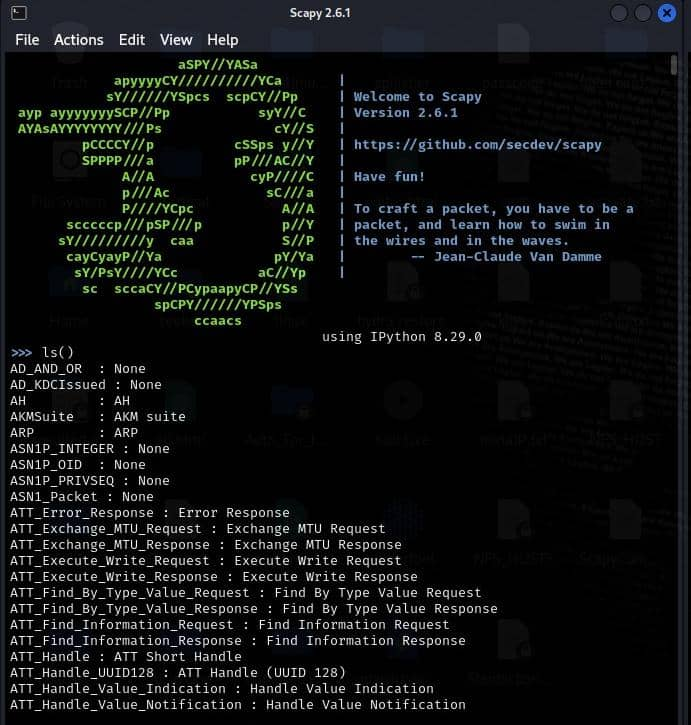 Scapy 2.6.1
File Actions Edit View Help
aSPY//YASa
apyyyyCY//////////YCa |
sY//////YSpcs scpCY//Pp | Welcome to Scapy
ayp ayyyyyyySCP//Pp syY//C | Version 2.6.1
AYAsAYYYYYYYY///Ps cY//S |
pCCCCY//p cSSps y//Y | https://github.com/secdev/scapy
SPPPP///a pP///AC//Y |
A//A cyP////C | Have fun!
p///Ac sC///a |
P////YCpc A//A | To craft a packet, you have to be a
scccccp///pSP///p p//Y | packet, and learn how to swim in
sY/////////y caa S//P | the wires and in the waves.
cayCyayP//Ya pY/Ya | -- Jean-Claude Van Damme
sY/PsY////YCc aC//Yp |
sc sccaCY//PCypaapyCP//YSs
spCPY//////YPSps
ccaacs
using IPython 8.29.0
>>> ls()
AD_AND_OR : None
AD_KDCIssued : None
AH : AH
AKMSuite : AKM suite
ARP : ARP
ASN1P_INTEGER : None
ASN1P_OID : None
ASN1P_PRIVSEQ : None
ASN1_Packet : None
ATT_Error_Response : Error Response
ATT_Exchange_MTU_Request : Exchange MTU Request
ATT_Exchange_MTU_Response : Exchange MTU Response
ATT_Execute_Write_Request : Execute Write Request
ATT_Execute_Write_Response : Execute Write Response
ATT_Find_By_Type_Value_Request : Find By Type Value Request
ATT_Find_By_Type_Value_Response : Find By Type Value Response
ATT_Find_Information_Request : Find Information Request
ATT_Find_Information_Response : Find Information Response
ATT_Handle : ATT Short Handle
ATT_Handle_UUID128 : ATT Handle (UUID 128)
ATT_Handle_Value_Indication : Handle Value Indication
ATT_Handle_Value_Notification : Handle Value Notification